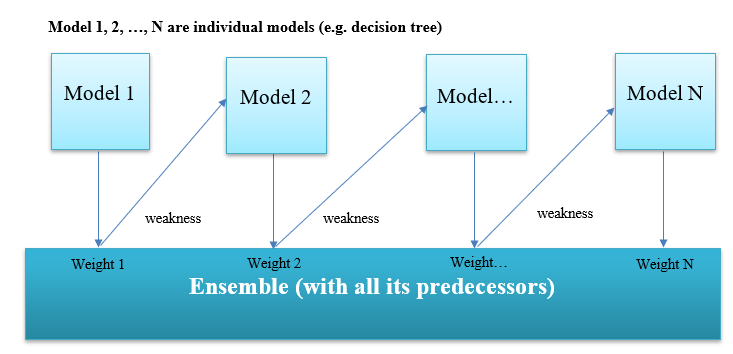 Model 1, 2, …, N are individual models (e.g. decision tree)
Model 1
Model 2
Model…
Model N
weakness
weakness
weakness
Weight 1
Weight 2
Weight…
Weight N
Ensemble (with all its predecessors)